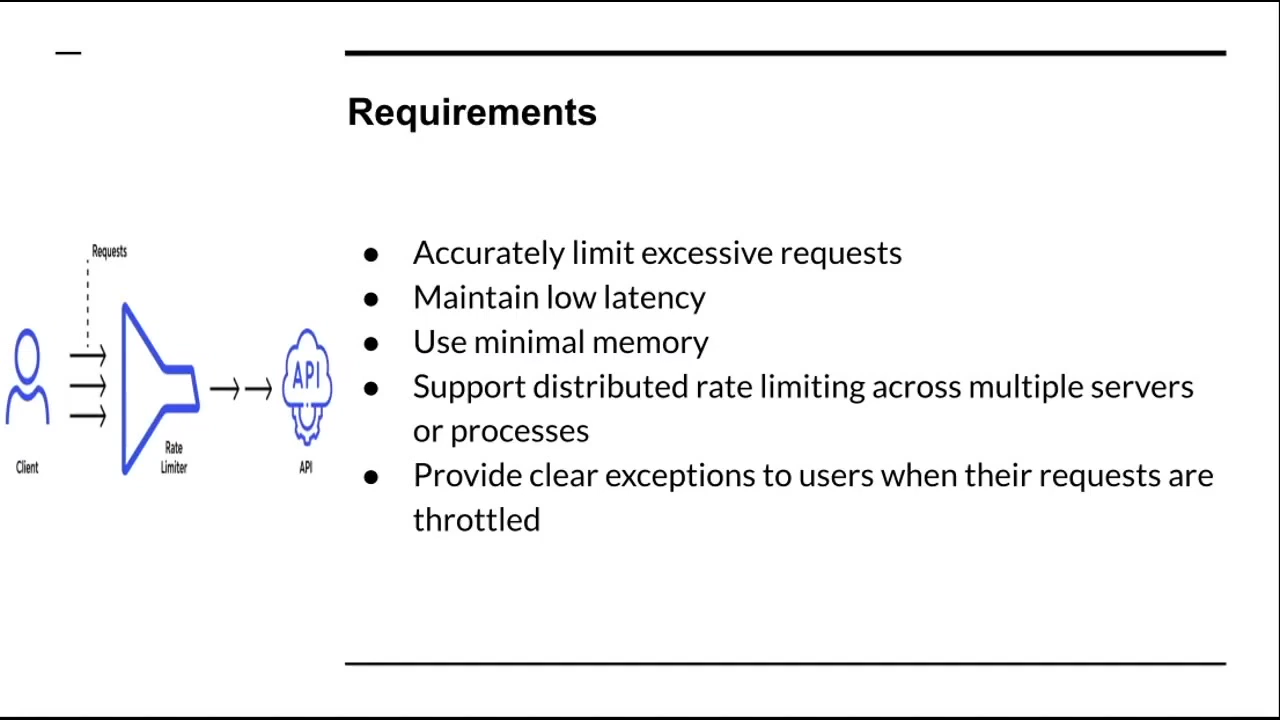 Requirements
Requests
Client
Rate
Limiter
API
API
● Accurately limit excessive requests
● Maintain low latency
● Use minimal memory
● Support distributed rate limiting across multiple servers
or processes
● Provide clear exceptions to users when their requests are
throttled